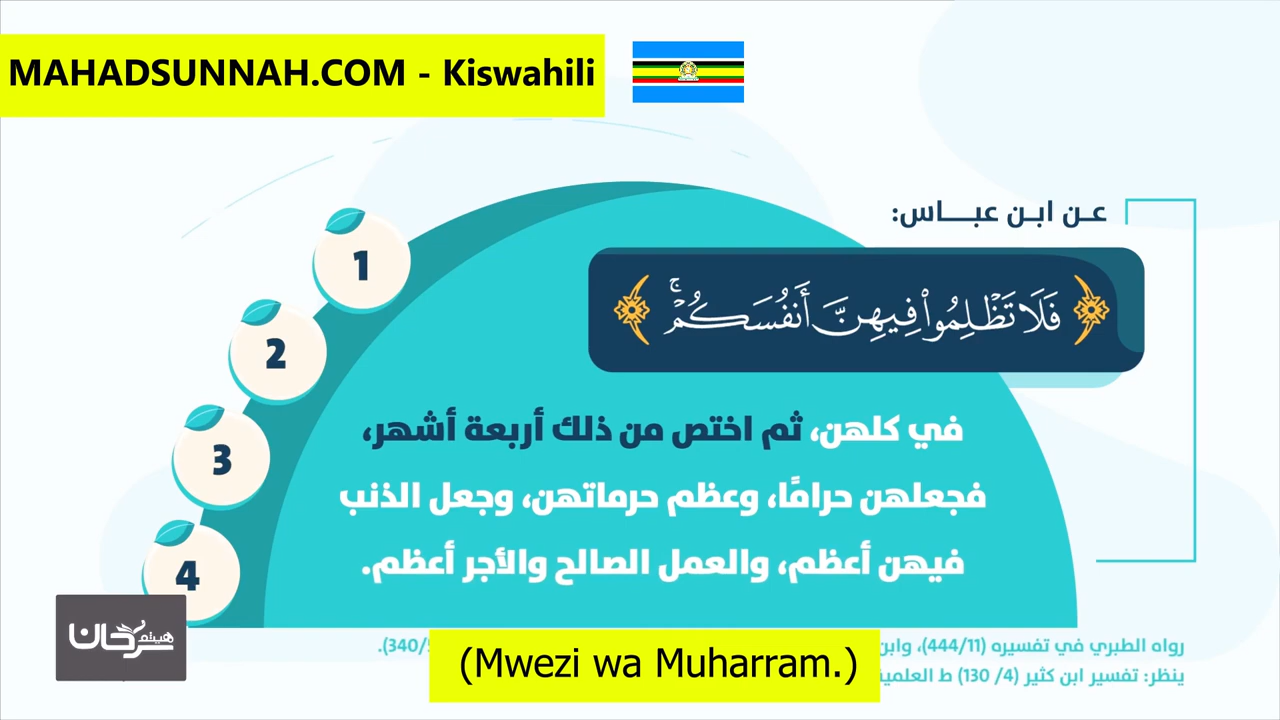 MAHADSUNNAH.COM - Kiswahili
عن ابن عباس:
﴿ فَلَا تَظْلِمُوا۟ فِيهِنَّ أَنفُسَكُمْ ۚ ﴾
1
2
3
4
في كلهن، ثم اختص من ذلك أربعة أشهر،
فجعلهن حرامًا، وعظم حرماتهن، وجعل الذنب
فيهن أعظم، والعمل الصالح والأجر أعظم.
هيثم سرحان
رواه الطبري في تفسيره (444/11)، وابن
ينظر: تفسير ابن كثير (4/ 130) ط العلمية
(Mwezi wa Muharram.)